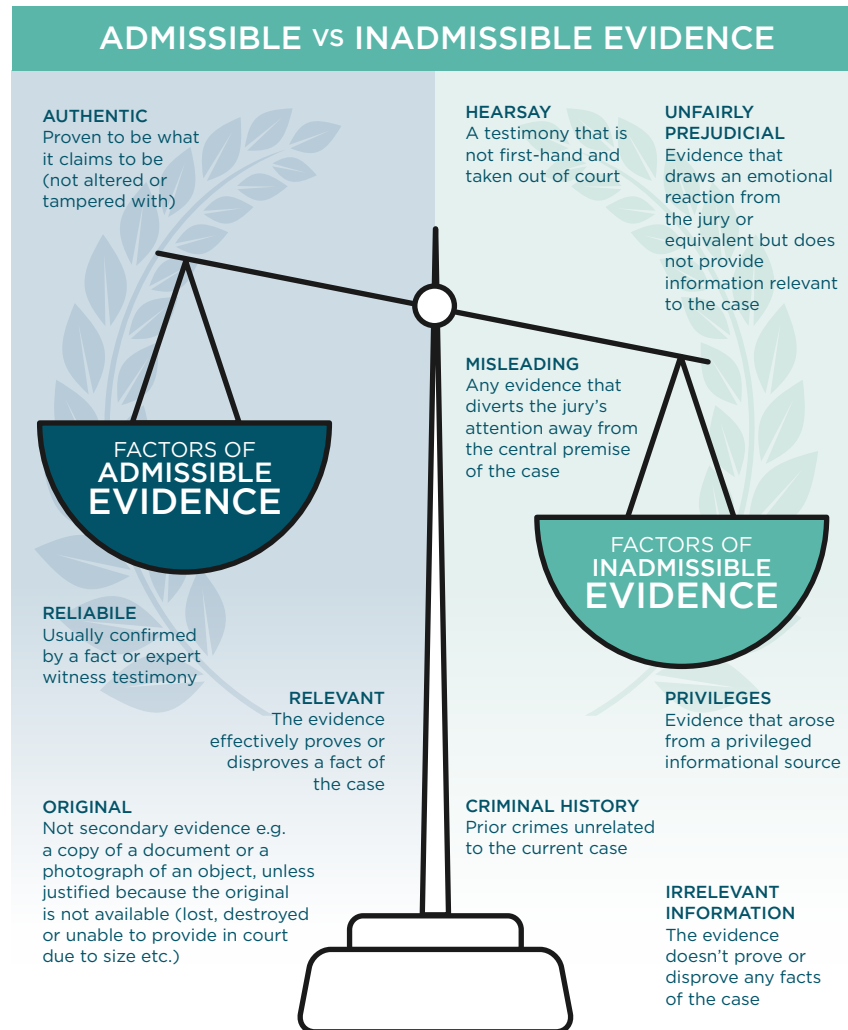 ADMISSIBLE VS INADMISSIBLE EVIDENCE
AUTHENTIC
Proven to be what
it claims to be
(not altered or
tampered with)
FACTORS OF
ADMISSIBLE
EVIDENCE
RELIABILE
Usually confirmed
by a fact or expert
witness testimony
RELEVANT
The evidence
effectively proves or
disproves a fact of
the case
ORIGINAL
Not secondary evidence e.g.
a copy of a document or a
photograph of an object, unless
justified because the original
is not available (lost, destroyed
or unable to provide in court
due to size etc.)
HEARSAY
A testimony that is
not first-hand and
taken out of court
UNFAIRLY
PREJUDICIAL
Evidence that
draws an emotional
reaction from
the jury or
equivalent but does
not provide
information relevant
to the case
MISLEADING
Any evidence that
diverts the jury’s
attention away from
the central premise
of the case
FACTORS OF
INADMISSIBLE
EVIDENCE
PRIVILEGES
Evidence that arose
from a privileged
informational source
CRIMINAL HISTORY
Prior crimes unrelated
to the current case
IRRELEVANT
INFORMATION
The evidence
doesn’t prove or
disprove any facts
of the case